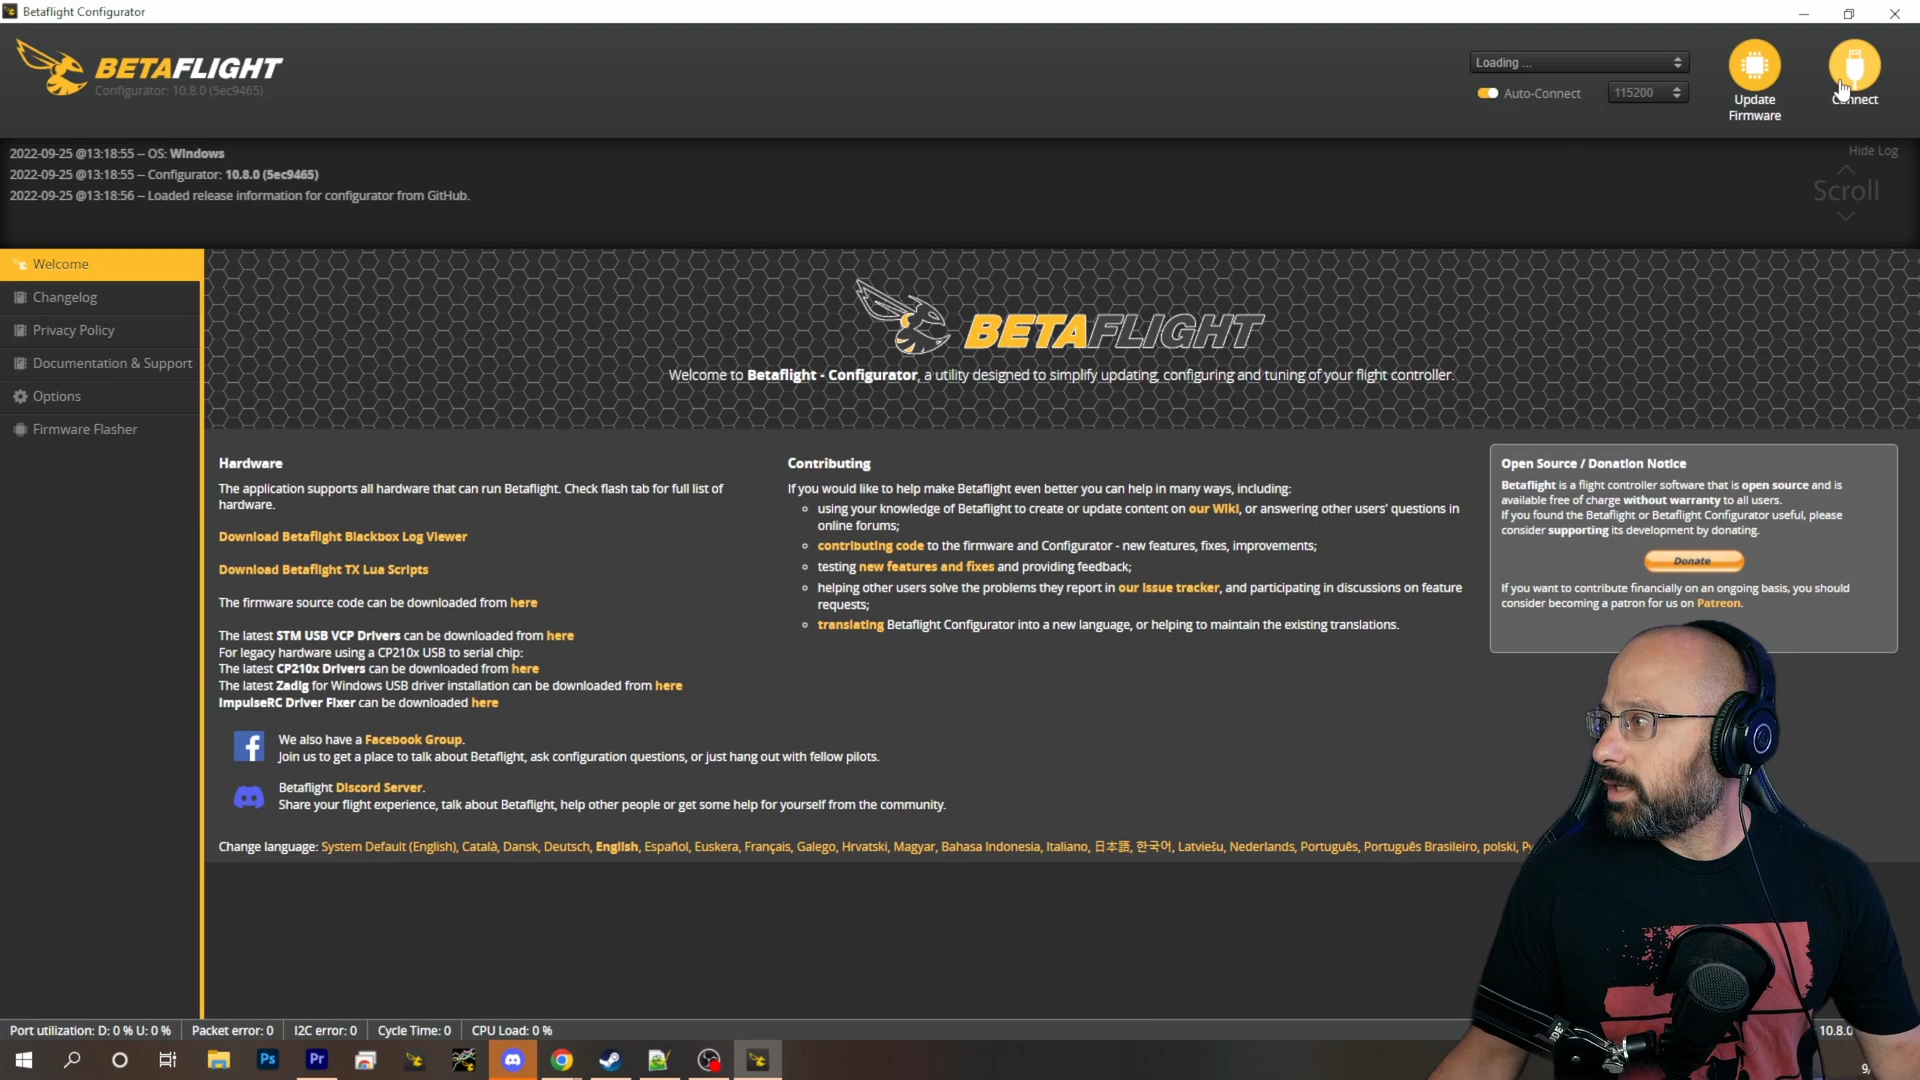 Betaflight Configurator
BETAFLIGHT
Configurator: 10.8.0 (5ec9465)
Loading ...
Auto-Connect
115200
Update
Firmware
2022-09-25 @13:18:55 -- OS: Windows
2022-09-25 @13:18:55 -- Configurator: 10.8.0 (5ec9465)
2022-09-25 @13:18:56 -- Loaded release information for configurator from GitHub.
Hide Log
Scroll
Welcome
Changelog
Privacy Policy
Documentation & Support
Options
Firmware Flasher
BETAFLIGHT
Welcome to Betaflight - Configurator, a utility designed to simplify updating, configuring and tuning of your flight controller.
Hardware
The application supports all hardware that can run Betaflight. Check flash tab for full list of
hardware.
Download Betaflight Blackbox Log Viewer
Download Betaflight TX Lua Scripts
The firmware source code can be downloaded from here
The latest STM USB VCP Drivers can be downloaded from here
For legacy hardware using a CP210x USB to serial chip:
The latest CP210x Drivers can be downloaded from here
The latest Zadig for Windows USB driver installation can be downloaded from here
ImpulseRC Driver Fixer can be downloaded here
We also have a Facebook Group.
Join us to get a place to talk about Betaflight, ask configuration questions, or just hang out with fellow pilots.
Betaflight Discord Server.
Share your flight experience, talk about Betaflight, help other people or get some help for yourself from the community.
Contributing
If you would like to help make Betaflight even better you can help in many ways, including:
using your knowledge of Betaflight to create or update content on our Wiki, or answering other users' questions in
online forums;
contributing code to the firmware and Configurator - new features, fixes, improvements;
testing new features and fixes and providing feedback;
helping other users solve the problems they report in our issue tracker, and participating in discussions on feature
requests;
translating Betaflight Configurator into a new language, or helping to maintain the existing translations.
Open Source / Donation Notice
Betaflight is a flight controller software that is open source and is
available free of charge without warranty to all users.
If you found the Betaflight or Betaflight Configurator useful, please
consider supporting its development by donating.
Donate
If you want to contribute financially on an ongoing basis, you should
consider becoming a patron for us on Patreon.
Change language: System Default (English), Català, Dansk, Deutsch, English, Español, Euskera, Français, Galego, Hrvatski, Magyar, Bahasa Indonesia, Italiano, 日本語, 한국어, Latviešu, Nederlands, Português, Português Brasileiro, polski,
Port utilization: D: 0 % U: 0 %
Packet error: 0
I2C error: 0
Cycle Time: 0
CPU Load: 0 %
10.8.0
Ps
Pr
9/